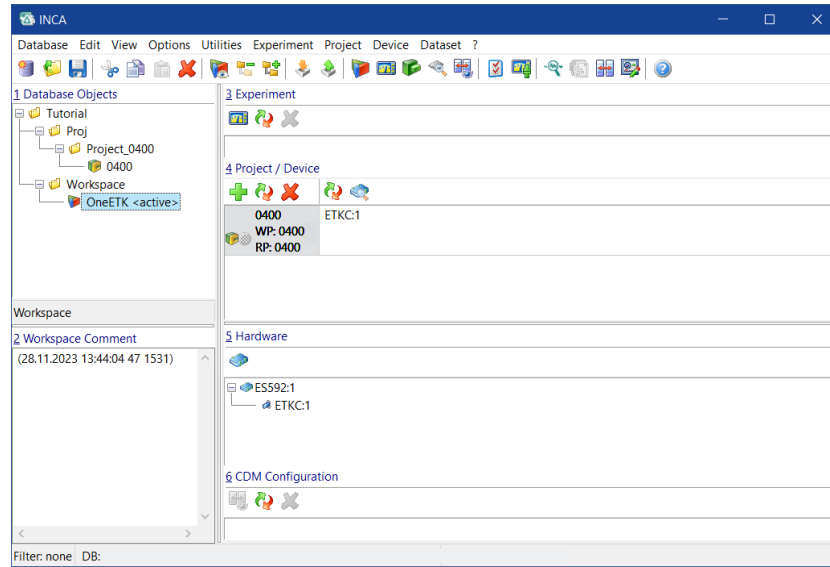 INCA
Database Edit View Options Utilities Experiment Project Device Dataset ?
1 Database Objects
Tutorial
Proj
Project_0400
0400
Workspace
OneETK <active>
Workspace
2 Workspace Comment
(28.11.2023 13:44:04 47 1531)
3 Experiment
4 Project / Device
0400
WP: 0400
RP: 0400
ETKC:1
5 Hardware
ES592:1
ETKC:1
6 CDM Configuration
Filter: none DB: